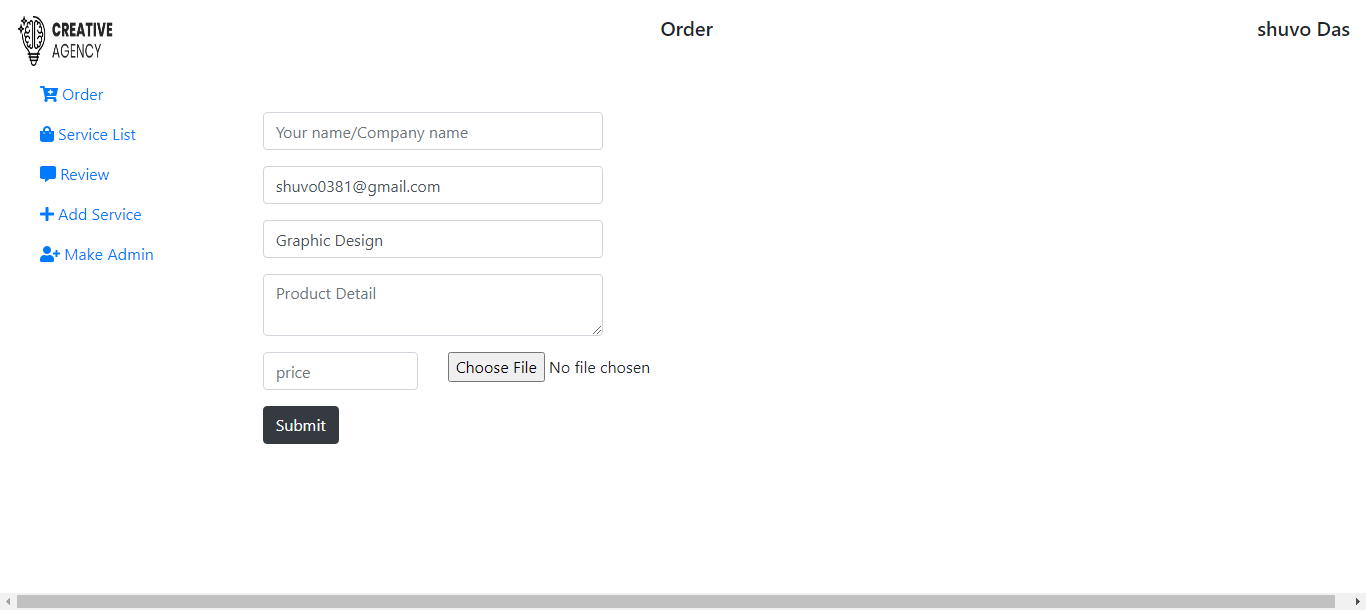 CREATIVE
AGENCY
Order
shuvo Das
Order
Service List
Review
Add Service
Make Admin
Your name/Company name
shuvo0381@gmail.com
Graphic Design
Product Detail
price
Choose File No file chosen
Submit